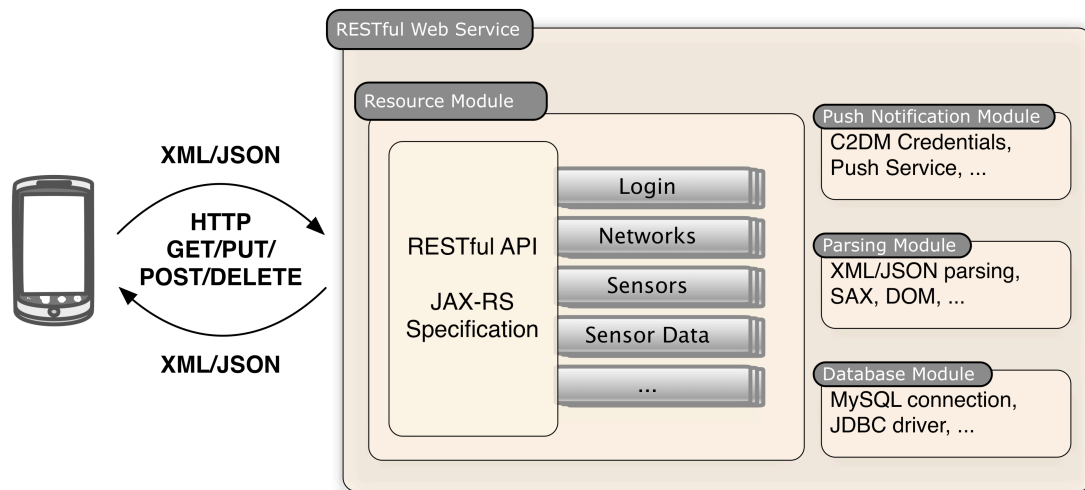 RESTful Web Service
Resource Module
XML/JSON
HTTP
GET/PUT/
POST/DELETE
XML/JSON
RESTful API
JAX-RS
Specification
Login
Networks
Sensors
Sensor Data
...
Push Notification Module
C2DM Credentials,
Push Service, ...
Parsing Module
XML/JSON parsing,
SAX, DOM, ...
Database Module
MySQL connection,
JDBC driver, ...